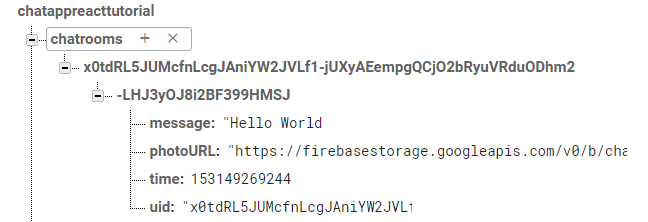 chatappreacttutorial
chatrooms + ×
x0tdRL5JUMcfnLcgJAniYW2JVLf1-jUXyAEempgQCjO2bRyuVRduODhm2
-LHJ3yOJ8i2BF399HMSJ
message: "Hello World
photoURL: "https://firebasestorage.googleapis.com/v0/b/cha
time: 153149269244
uid: "x0tdRL5JUMcfnLcgJAniYW2JVLf